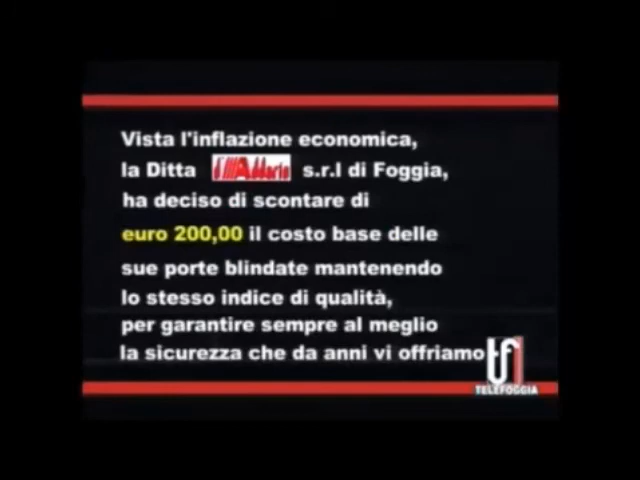 Vista l'inflazione economica,
la Ditta D'Addario s.r.l di Foggia,
ha deciso di scontare di
euro 200,00 il costo base delle
sue porte blindate mantenendo
lo stesso indice di qualità,
per garantire sempre al meglio
la sicurezza che da anni vi offriamo
tf1
TELEFOGGIA